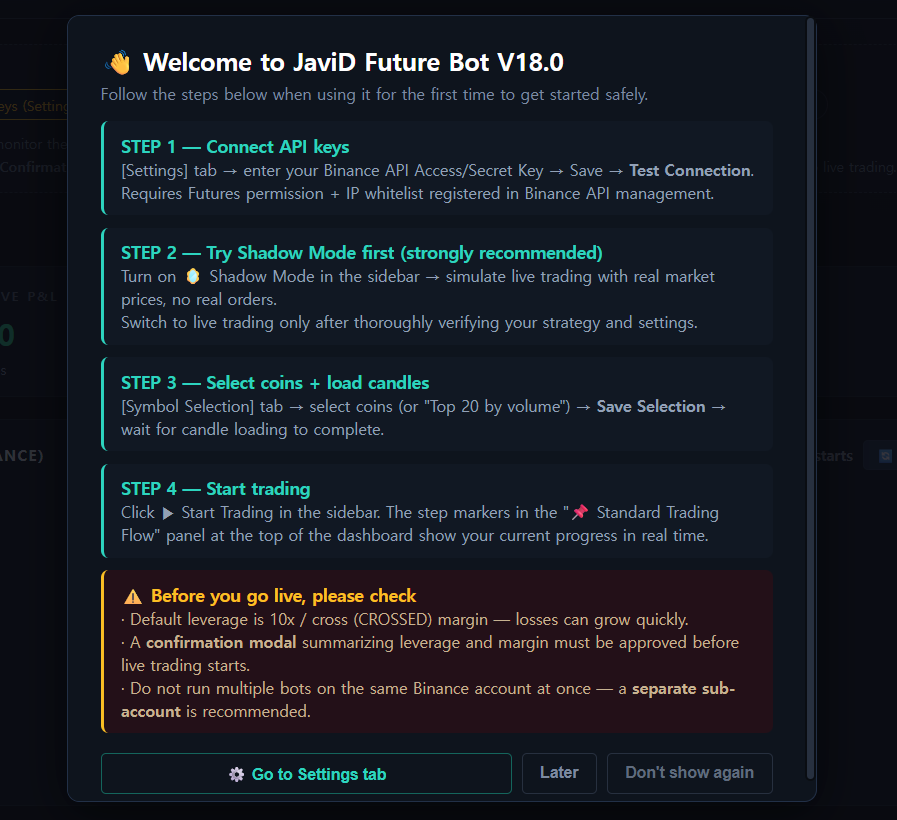 👋 Welcome to JaviD Future Bot V18.0
Follow the steps below when using it for the first time to get started safely.
STEP 1 — Connect API keys
[Settings] tab → enter your Binance API Access/Secret Key → Save → Test Connection.
Requires Futures permission + IP whitelist registered in Binance API management.
STEP 2 — Try Shadow Mode first (strongly recommended)
Turn on 🪞 Shadow Mode in the sidebar → simulate live trading with real market
prices, no real orders.
Switch to live trading only after thoroughly verifying your strategy and settings.
STEP 3 — Select coins + load candles
[Symbol Selection] tab → select coins (or "Top 20 by volume") → Save Selection →
wait for candle loading to complete.
STEP 4 — Start trading
Click ▶ Start Trading in the sidebar. The step markers in the "📌 Standard Trading
Flow" panel at the top of the dashboard show your current progress in real time.
⚠️ Before you go live, please check
· Default leverage is 10x / cross (CROSSED) margin — losses can grow quickly.
· A confirmation modal summarizing leverage and margin must be approved before
live trading starts.
· Do not run multiple bots on the same Binance account at once — a separate sub-
account is recommended.
⚙️ Go to Settings tab
Later
Don't show again
eys (Setting
monitor the
Confirmat
live trading.
VE P&L
0
s
ANCE)
starts